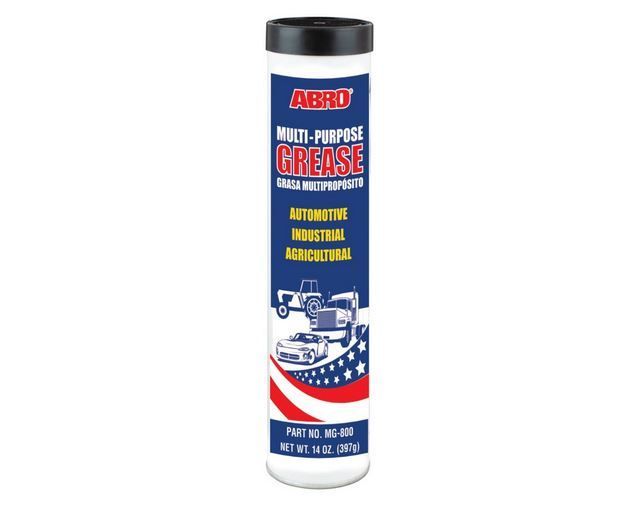 ABRO®
MULTI-PURPOSE
GREASE
GRASA MULTIPROPÓSITO
AUTOMOTIVE
INDUSTRIAL
AGRICULTURAL
PART NO. MG-800
NET WT. 14 OZ. (397g)